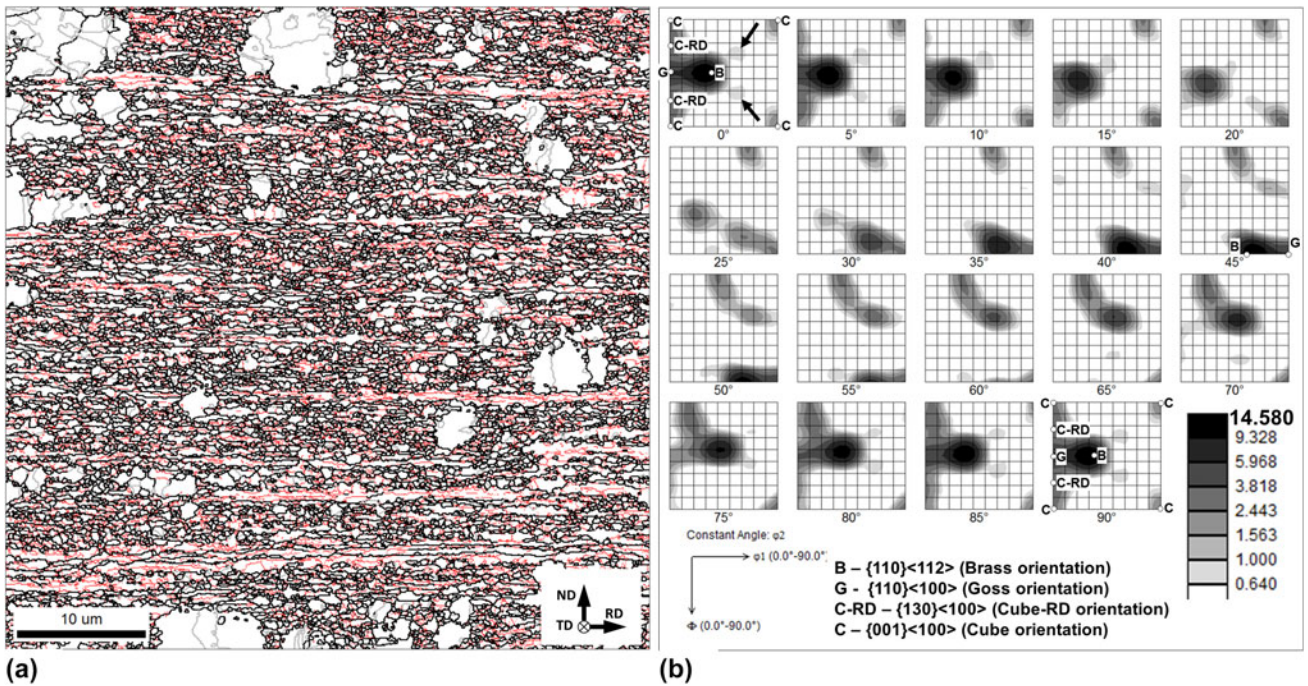 C C
C-RD
G B
C-RD
C C
0° 5° 10° 15° 20°
B G
25° 30° 35° 40° 45°
50° 55° 60° 65° 70°
C C
C-RD
G B
C-RD
C C
75° 80° 85° 90°
14.580
9.328
5.968
3.818
2.443
1.563
1.000
0.640
Constant Angle: φ2
φ1 (0.0°-90.0°)
Φ (0.0°-90.0°)
B – {110}<112> (Brass orientation)
G - {110}<100> (Goss orientation)
C-RD – {130}<100> (Cube-RD orientation)
C – {001}<100> (Cube orientation)
10 um
ND
RD
TD
(a) (b)